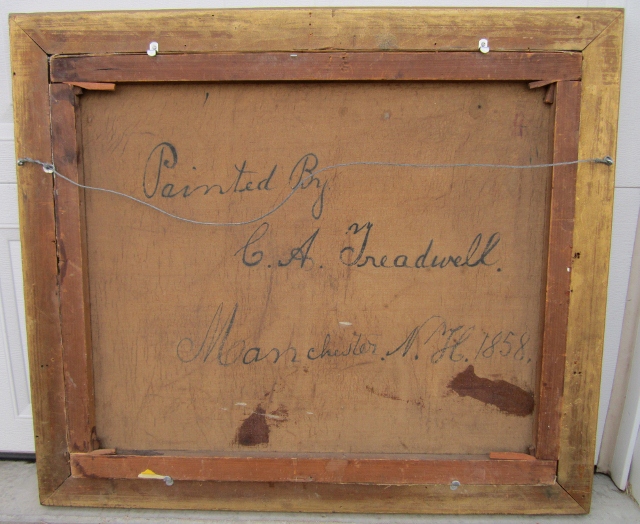 Painted By
C. A. Treadwell.
Manchester. N. H. 1858.